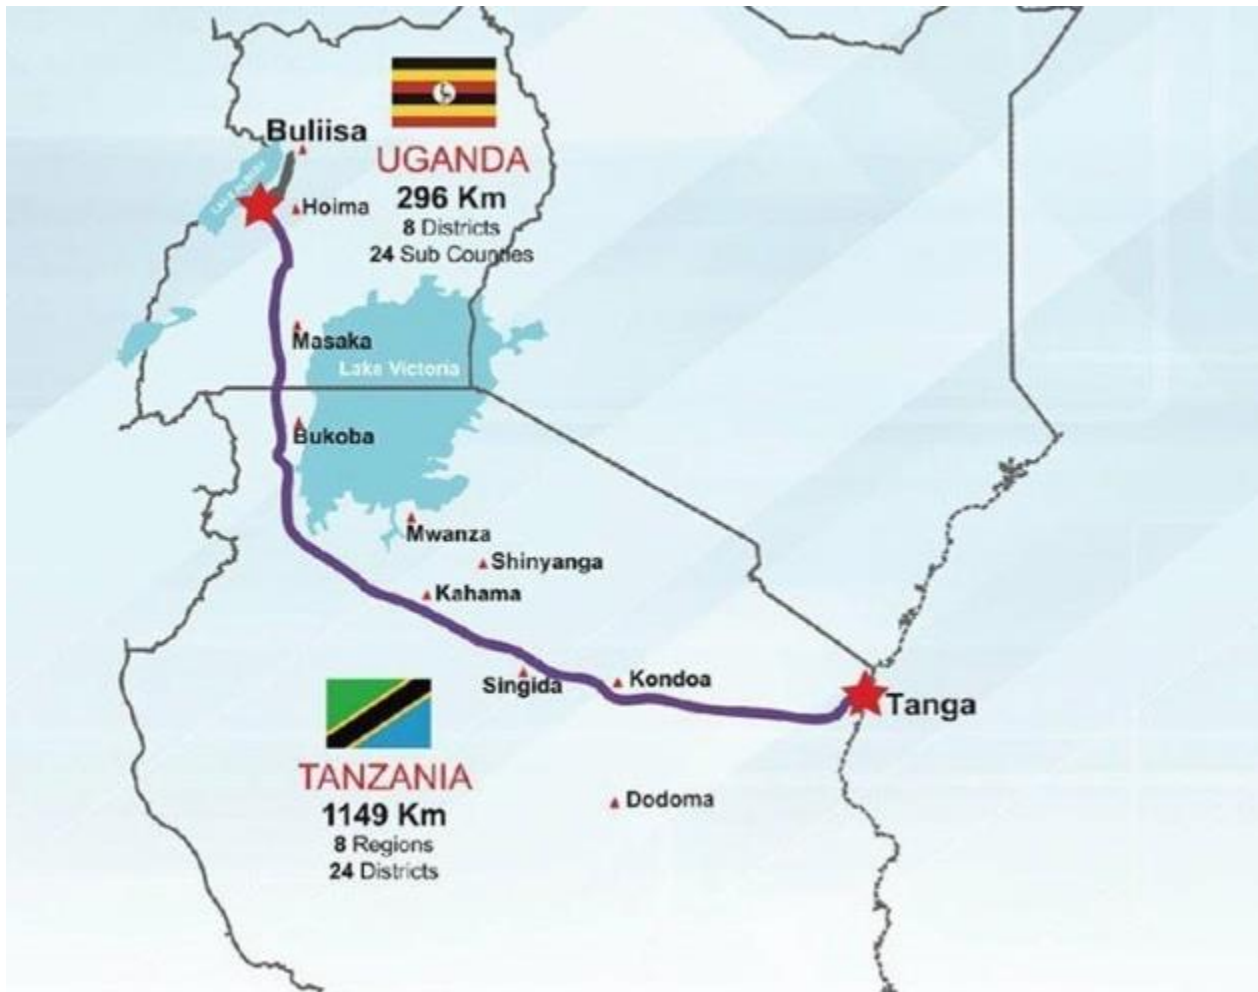 Buliisa
UGANDA
296 Km
8 Districts
24 Sub Counties
Hoima
Masaka
Lake Victoria
Bukoba
Mwanza
Shinyanga
Kahama
Singida
Kondoa
Tanga
TANZANIA
1149 Km
8 Regions
24 Districts
Dodoma